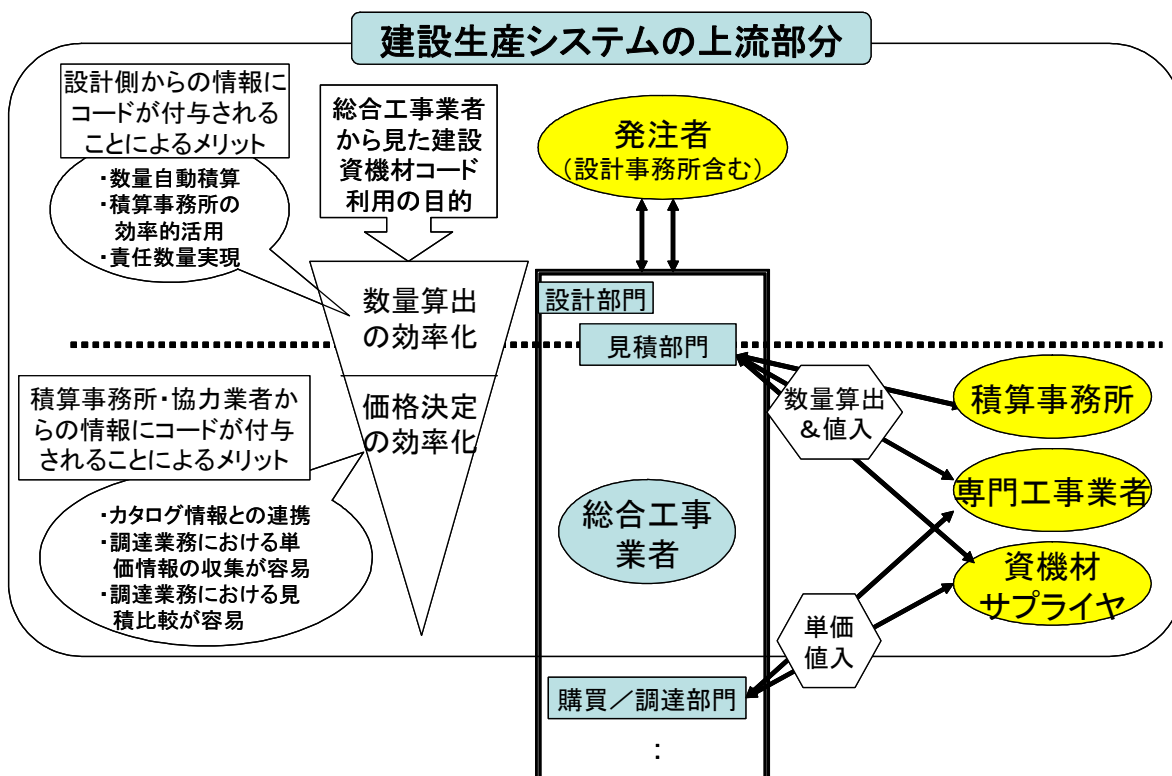 建設生産システムの上流部分
設計側からの情報に
コードが付与される
ことによるメリット
・数量自動積算
・積算事務所の
効率的活用
・責任数量実現
総合工事業者
から見た建設
資機材コード
利用の目的
発注者
（設計事務所含む）
数量算出
の効率化
設計部門
見積部門
積算事務所・協力業者か
らの情報にコードが付与
されることによるメリット
価格決定
の効率化
数量算出
＆値入
積算事務所
・カタログ情報との連携
・調達業務における単
価情報の収集が容易
・調達業務における見
積比較が容易
総合工事
業者
専門工事業者
資機材
サプライヤ
単価
値入
購買／調達部門
：